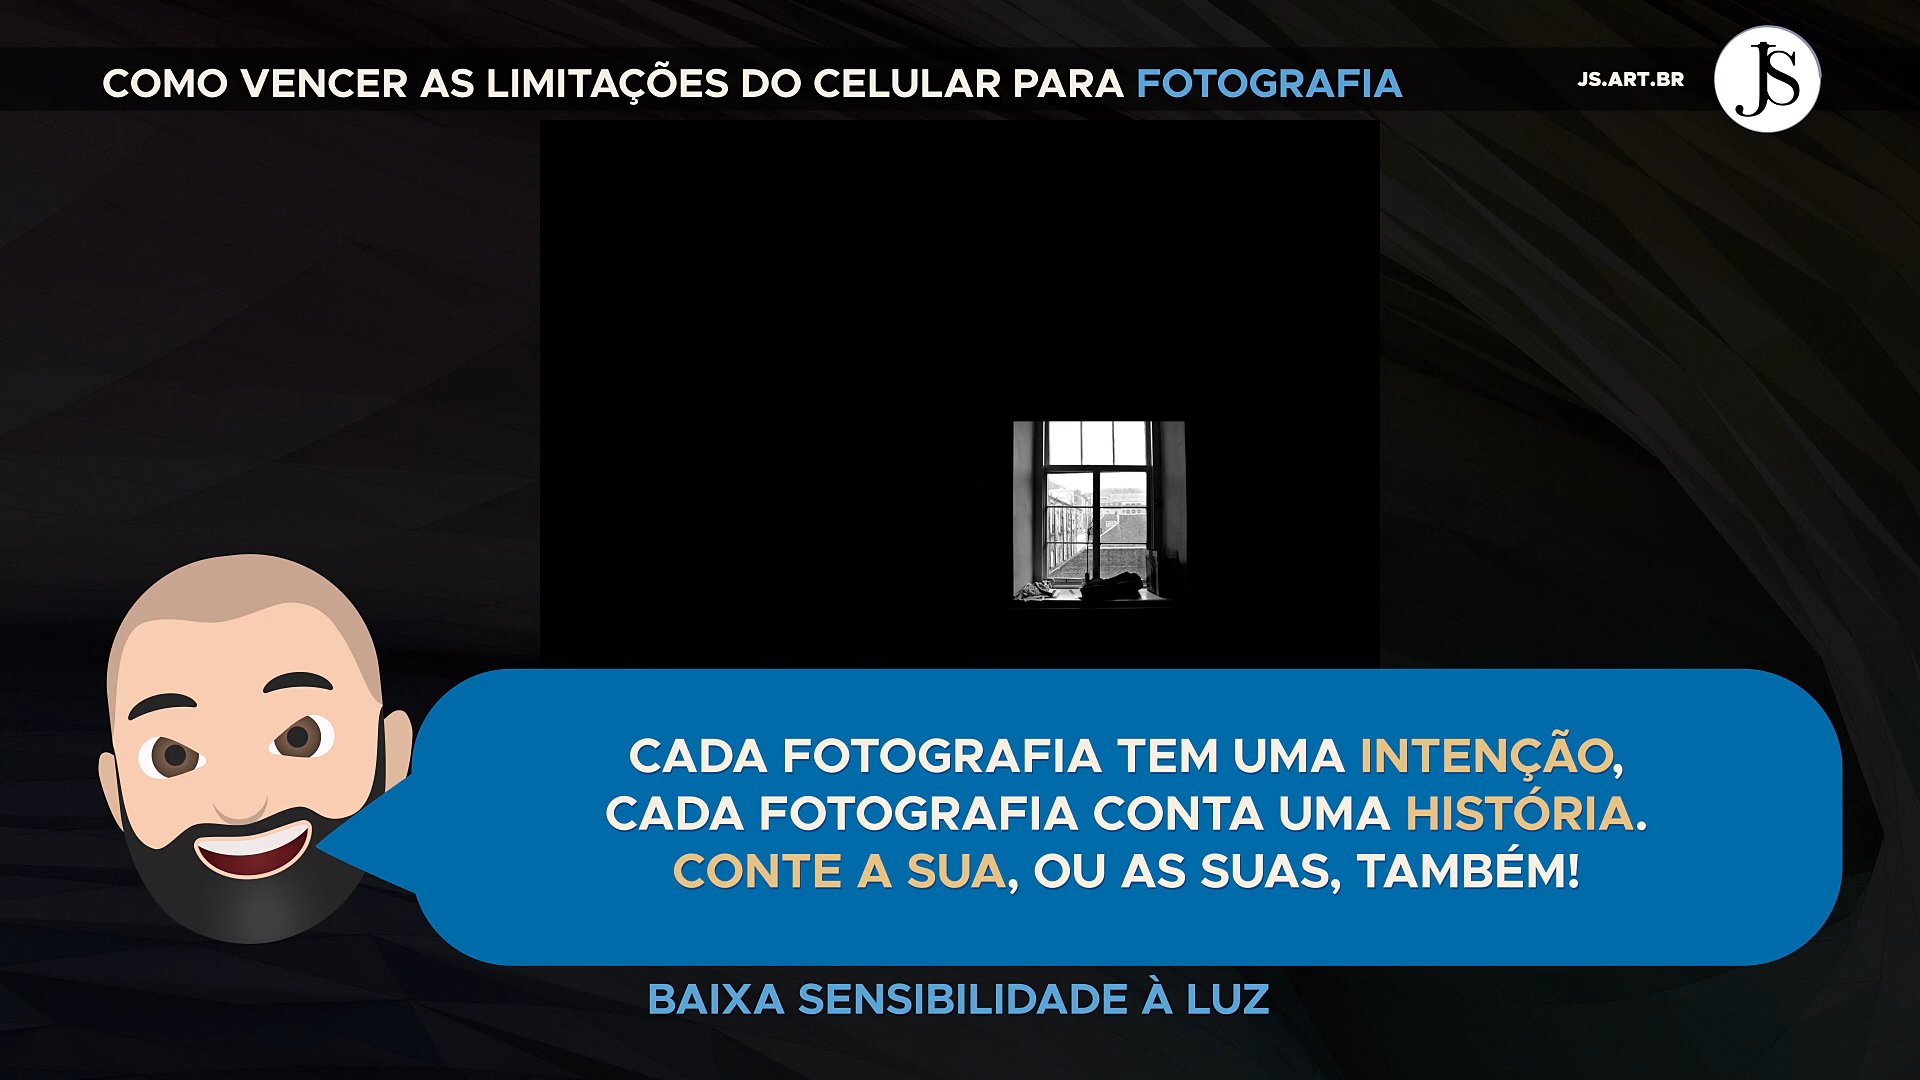 COMO VENCER AS LIMITAÇÕES DO CELULAR PARA FOTOGRAFIA
JS.ART.BR
JS
CADA FOTOGRAFIA TEM UMA INTENÇÃO,
CADA FOTOGRAFIA CONTA UMA HISTÓRIA.
CONTE A SUA, OU AS SUAS, TAMBÉM!
BAIXA SENSIBILIDADE À LUZ